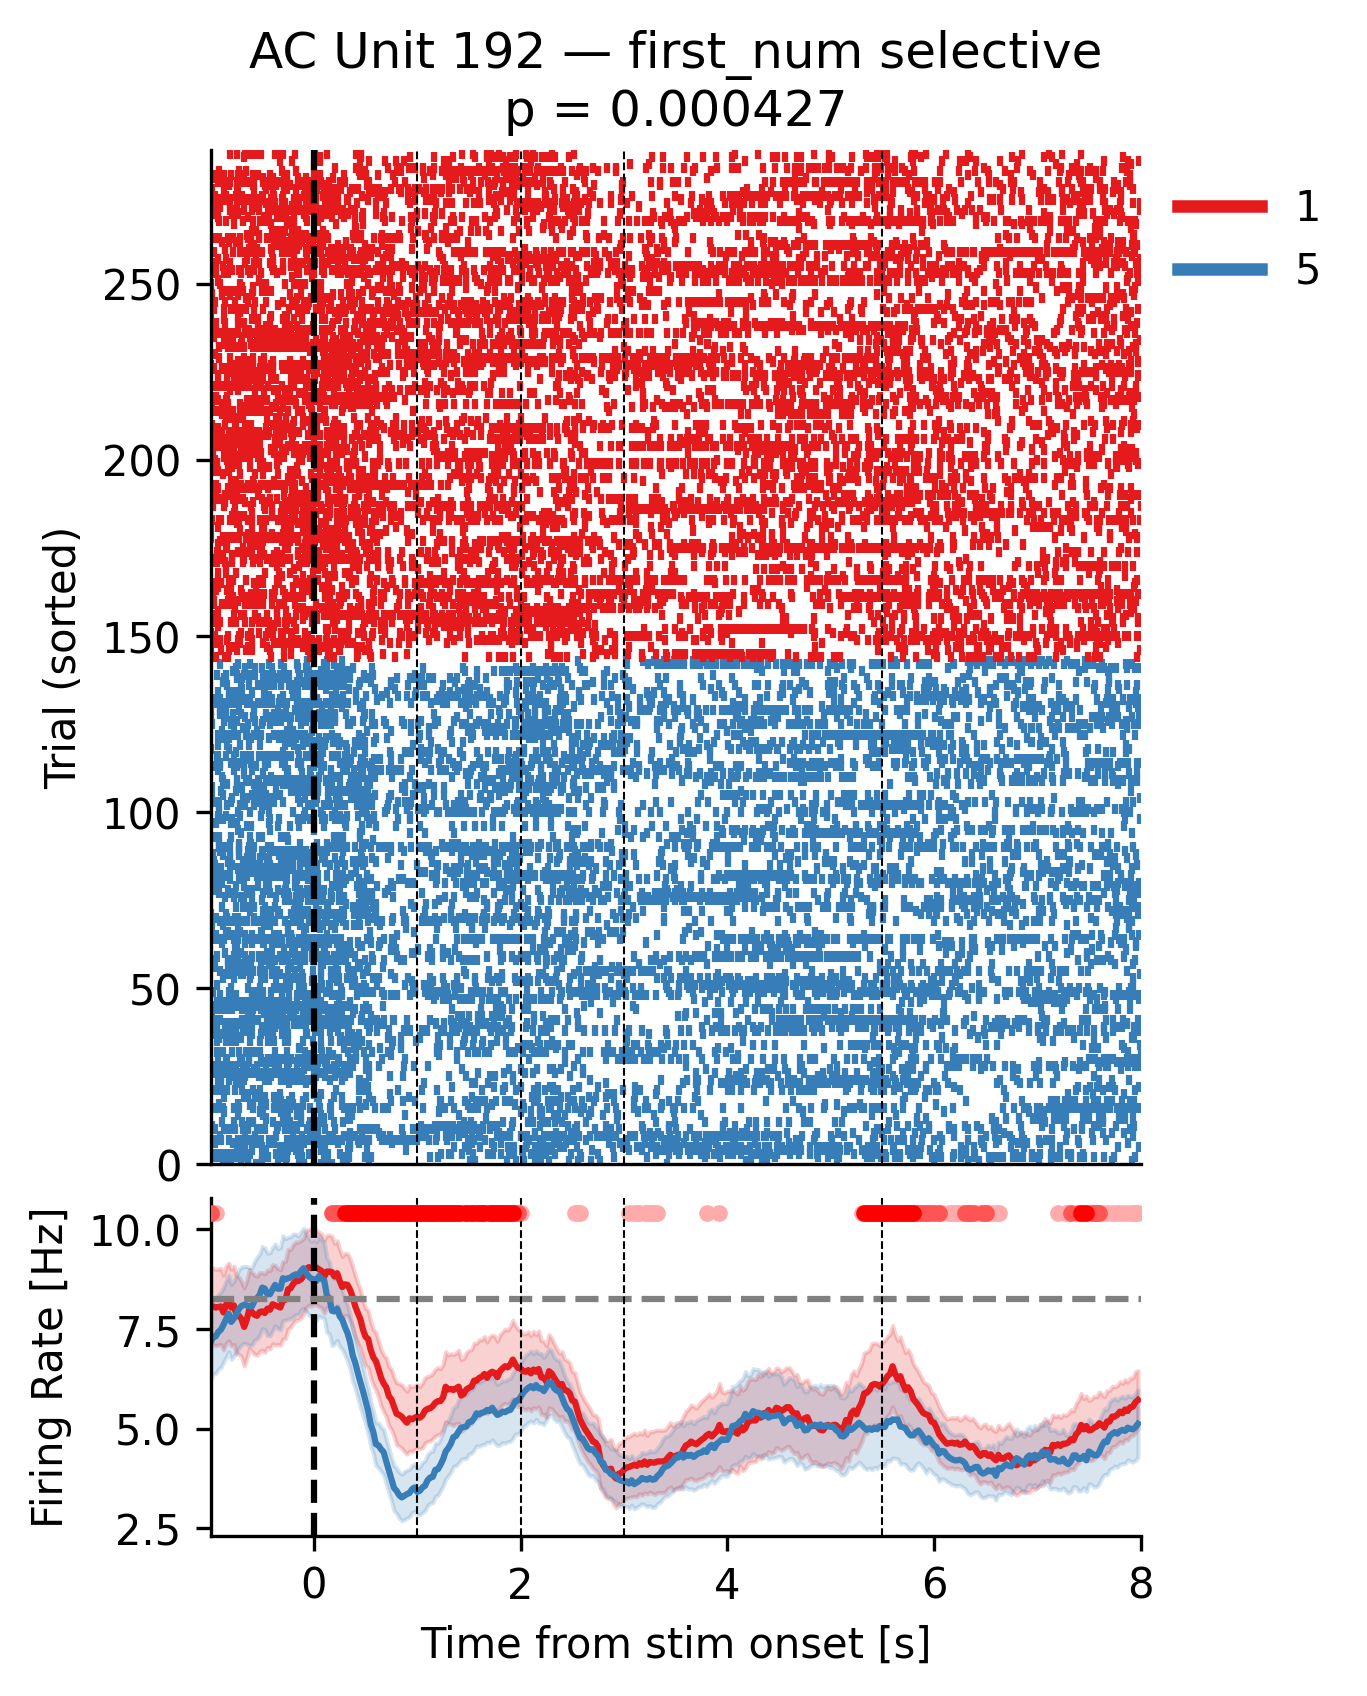 AC Unit 192 — first_num selective
p = 0.000427
1
5
Trial (sorted)
250
200
150
100
50
0
Firing Rate [Hz]
10.0
7.5
5.0
2.5
0 2 4 6 8
Time from stim onset [s]